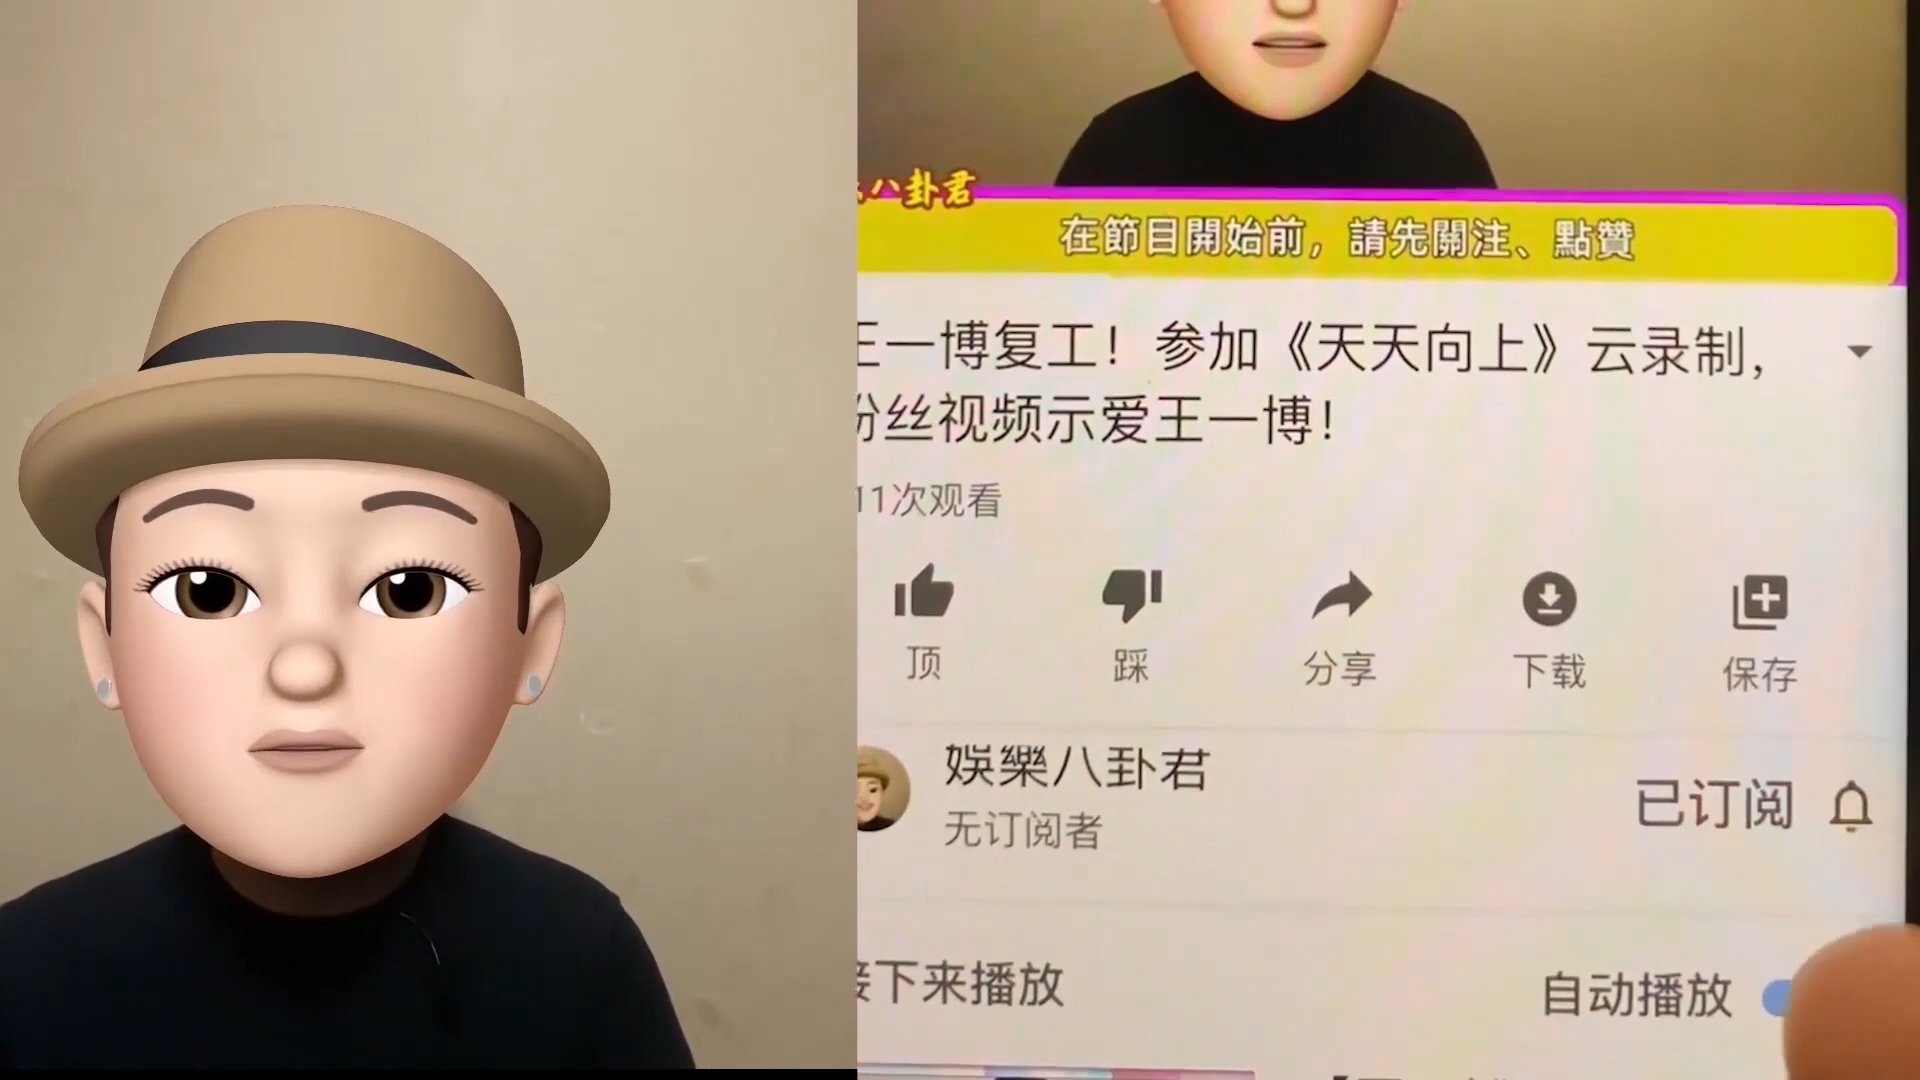 八卦君
在節目開始前，請先關注、點贊
王一博复工！参加《天天向上》云录制，
粉丝视频示爱王一博！
11次观看
顶
踩
分享
下载
保存
娛樂八卦君
无订阅者
已订阅
接下来播放
自动播放